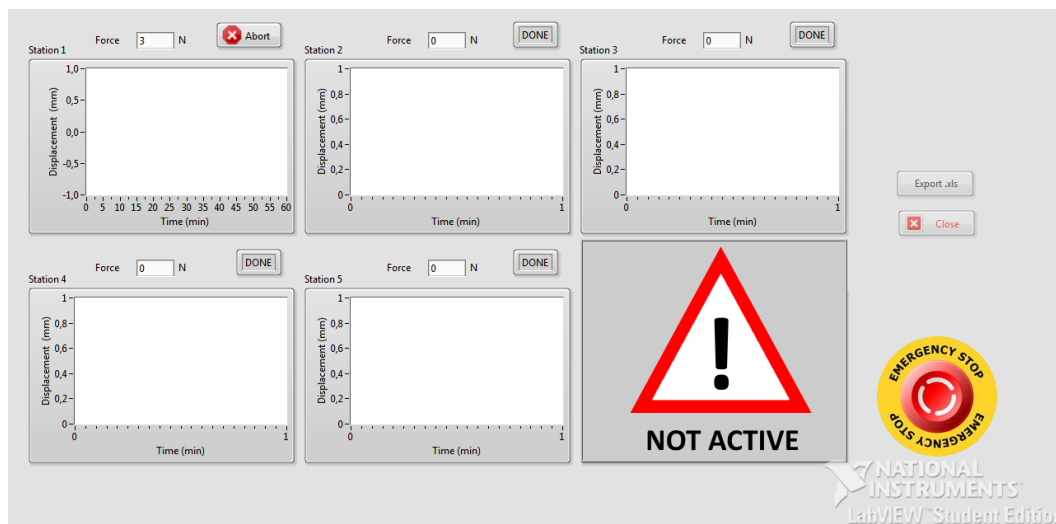 Station 1 Force 3 N Abort
Station 2 Force 0 N DONE
Station 3 Force 0 N DONE
1,0
0,5
0,0
-0,5
-1,0
Displacement (mm)
0 5 10 15 20 25 30 35 40 45 50 55 60
Time (min)
1
0,8
0,6
0,4
0,2
0
Displacement (mm)
0 1
Time (min)
1
0,8
0,6
0,4
0,2
0
Displacement (mm)
0 1
Time (min)
Export .xls
Close
Station 4 Force 0 N DONE
Station 5 Force 0 N DONE
1
0,8
0,6
0,4
0,2
0
Displacement (mm)
0 1
Time (min)
1
0,8
0,6
0,4
0,2
0
Displacement (mm)
0 1
Time (min)
!
NOT ACTIVE
EMERGENCY STOP
EMERGENCY STOP
NATIONAL
INSTRUMENTS™
LabVIEW™ Student Editio